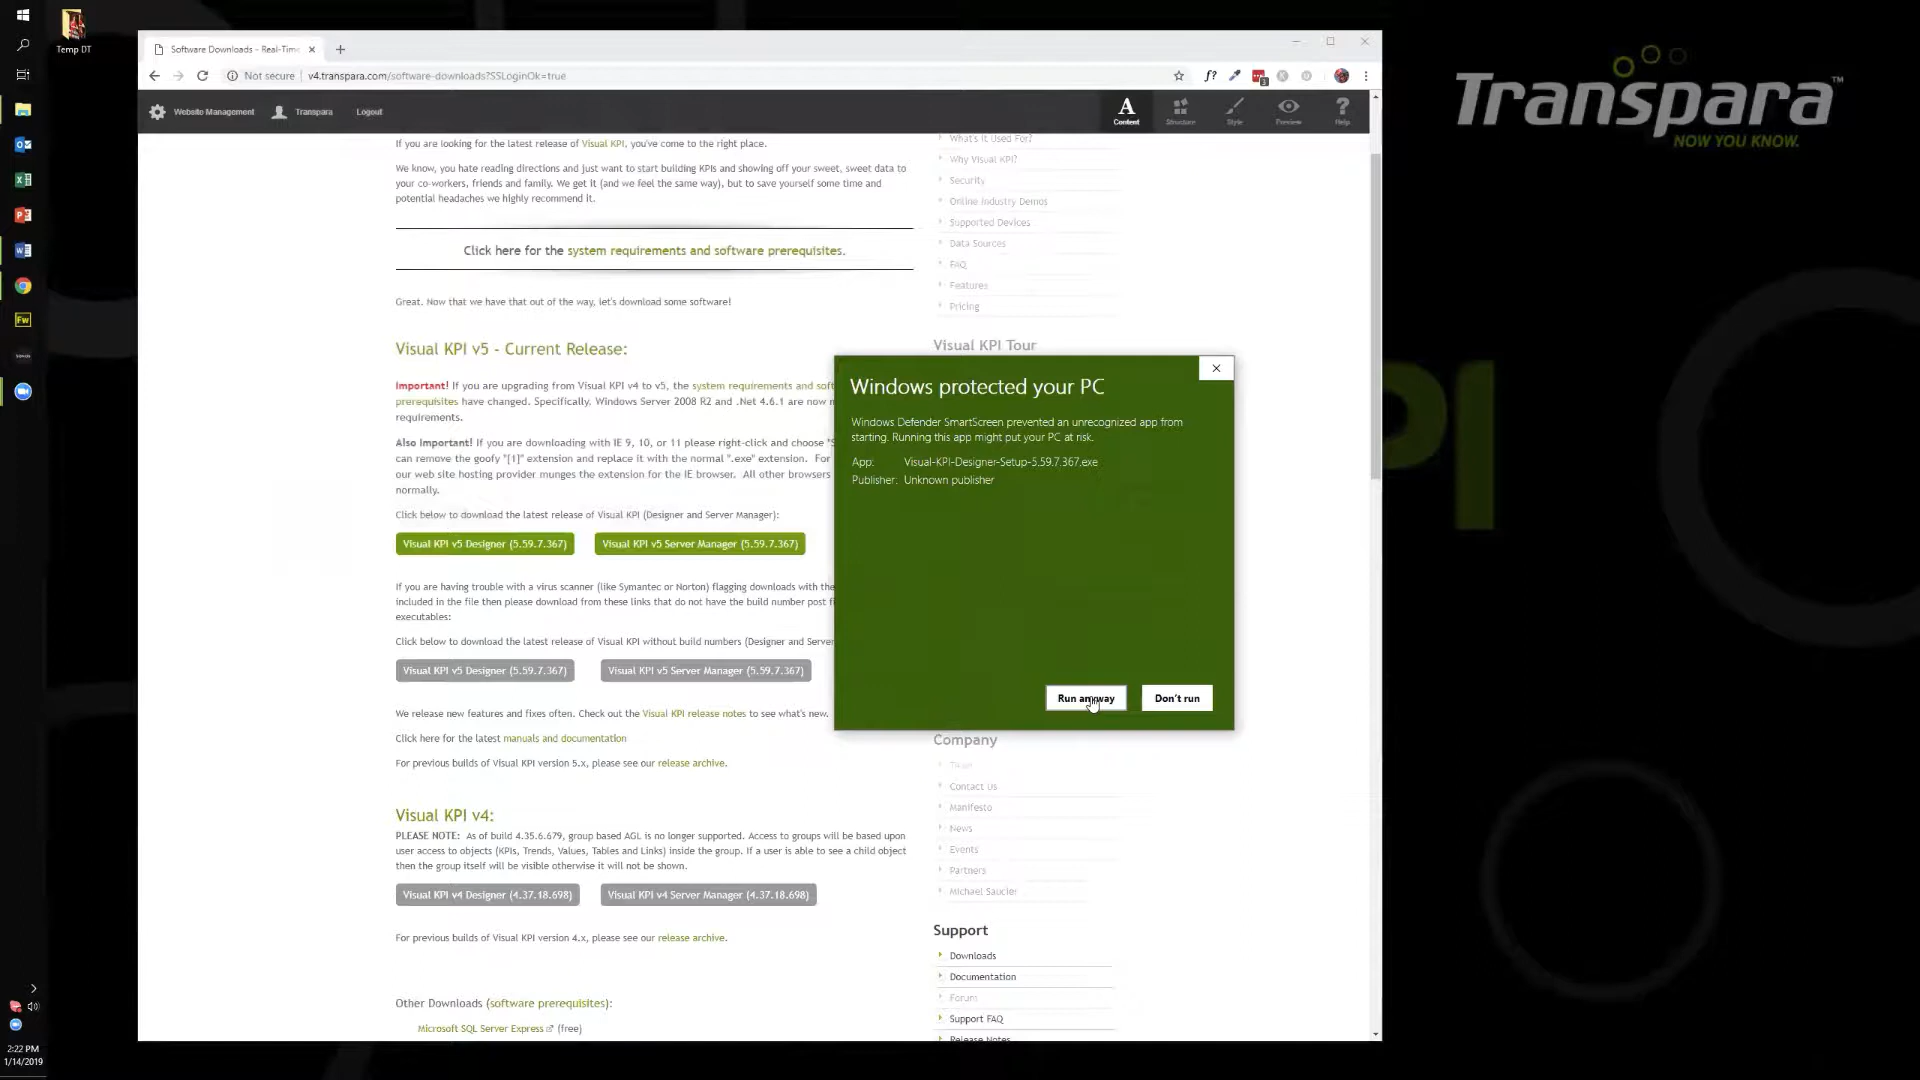 Temp DT
Software Downloads - Real-Time
Not secure
v4.transpara.com/software-downloads?SSLoginOk=true
Website Management
Transpara
Logout
Content
Structure
Style
Preview
Help
If you are looking for the latest release of Visual KPI, you've come to the right place.
We know, you hate reading directions and just want to start building KPIs and showing off your sweet, sweet data to
your co-workers, friends and family. We get it (and we feel the same way), but to save yourself some time and
potential headaches we highly recommend it.
Click here for the system requirements and software prerequisites.
Great. Now that we have that out of the way, let's download some software!
Visual KPI v5 - Current Release:
Important! If you are upgrading from Visual KPI v4 to v5, the system requirements and soft
prerequisites have changed. Specifically, Windows Server 2008 R2 and .Net 4.6.1 are now
requirements.
Also Important! If you are downloading with IE 9, 10, or 11 please right-click and choose "S
can remove the goofy "[1]" extension and replace it with the normal ".exe" extension. For
our web site hosting provider munges the extension for the IE browser. All other browsers
normally.
Click below to download the latest release of Visual KPI (Designer and Server Manager):
Visual KPI v5 Designer (5.59.7.367)
Visual KPI v5 Server Manager (5.59.7.367)
If you are having trouble with a virus scanner (like Symantec or Norton) flagging downloads with the
included in the file then please download from these links that do not have the build number post fi
executables:
Click below to download the latest release of Visual KPI without build numbers (Designer and Server
Visual KPI v5 Designer (5.59.7.367)
Visual KPI v5 Server Manager (5.59.7.367)
We release new features and fixes often. Check out the Visual KPI release notes to see what's new.
Click here for the latest manuals and documentation
For previous builds of Visual KPI version 5.x, please see our release archive.
Visual KPI v4:
PLEASE NOTE: As of build 4.35.6.679, group based AGL is no longer supported. Access to groups will be based upon
user access to objects (KPIs, Trends, Values, Tables and Links) inside the group. If a user is able to see a child object
then the group itself will be visible otherwise it will not be shown.
Visual KPI v4 Designer (4.37.18.698)
Visual KPI v4 Server Manager (4.37.18.698)
For previous builds of Visual KPI version 4.x, please see our release archive.
Other Downloads (software prerequisites):
Microsoft SQL Server Express (free)
What's It Used For?
Why Visual KPI?
Security
Online Industry Demos
Supported Devices
Data Sources
FAQ
Features
Pricing
Visual KPI Tour
Windows protected your PC
Windows Defender SmartScreen prevented an unrecognized app from
starting. Running this app might put your PC at risk.
App: Visual-KPI-Designer-Setup-5.59.7.367.exe
Publisher: Unknown publisher
Run anyway
Don't run
Company
Team
Contact Us
Manifesto
News
Events
Partners
Michael Saucier
Support
Downloads
Documentation
Forum
Support FAQ
Release Notes
Transpara™
NOW YOU KNOW.
PI
2:22 PM
1/14/2019